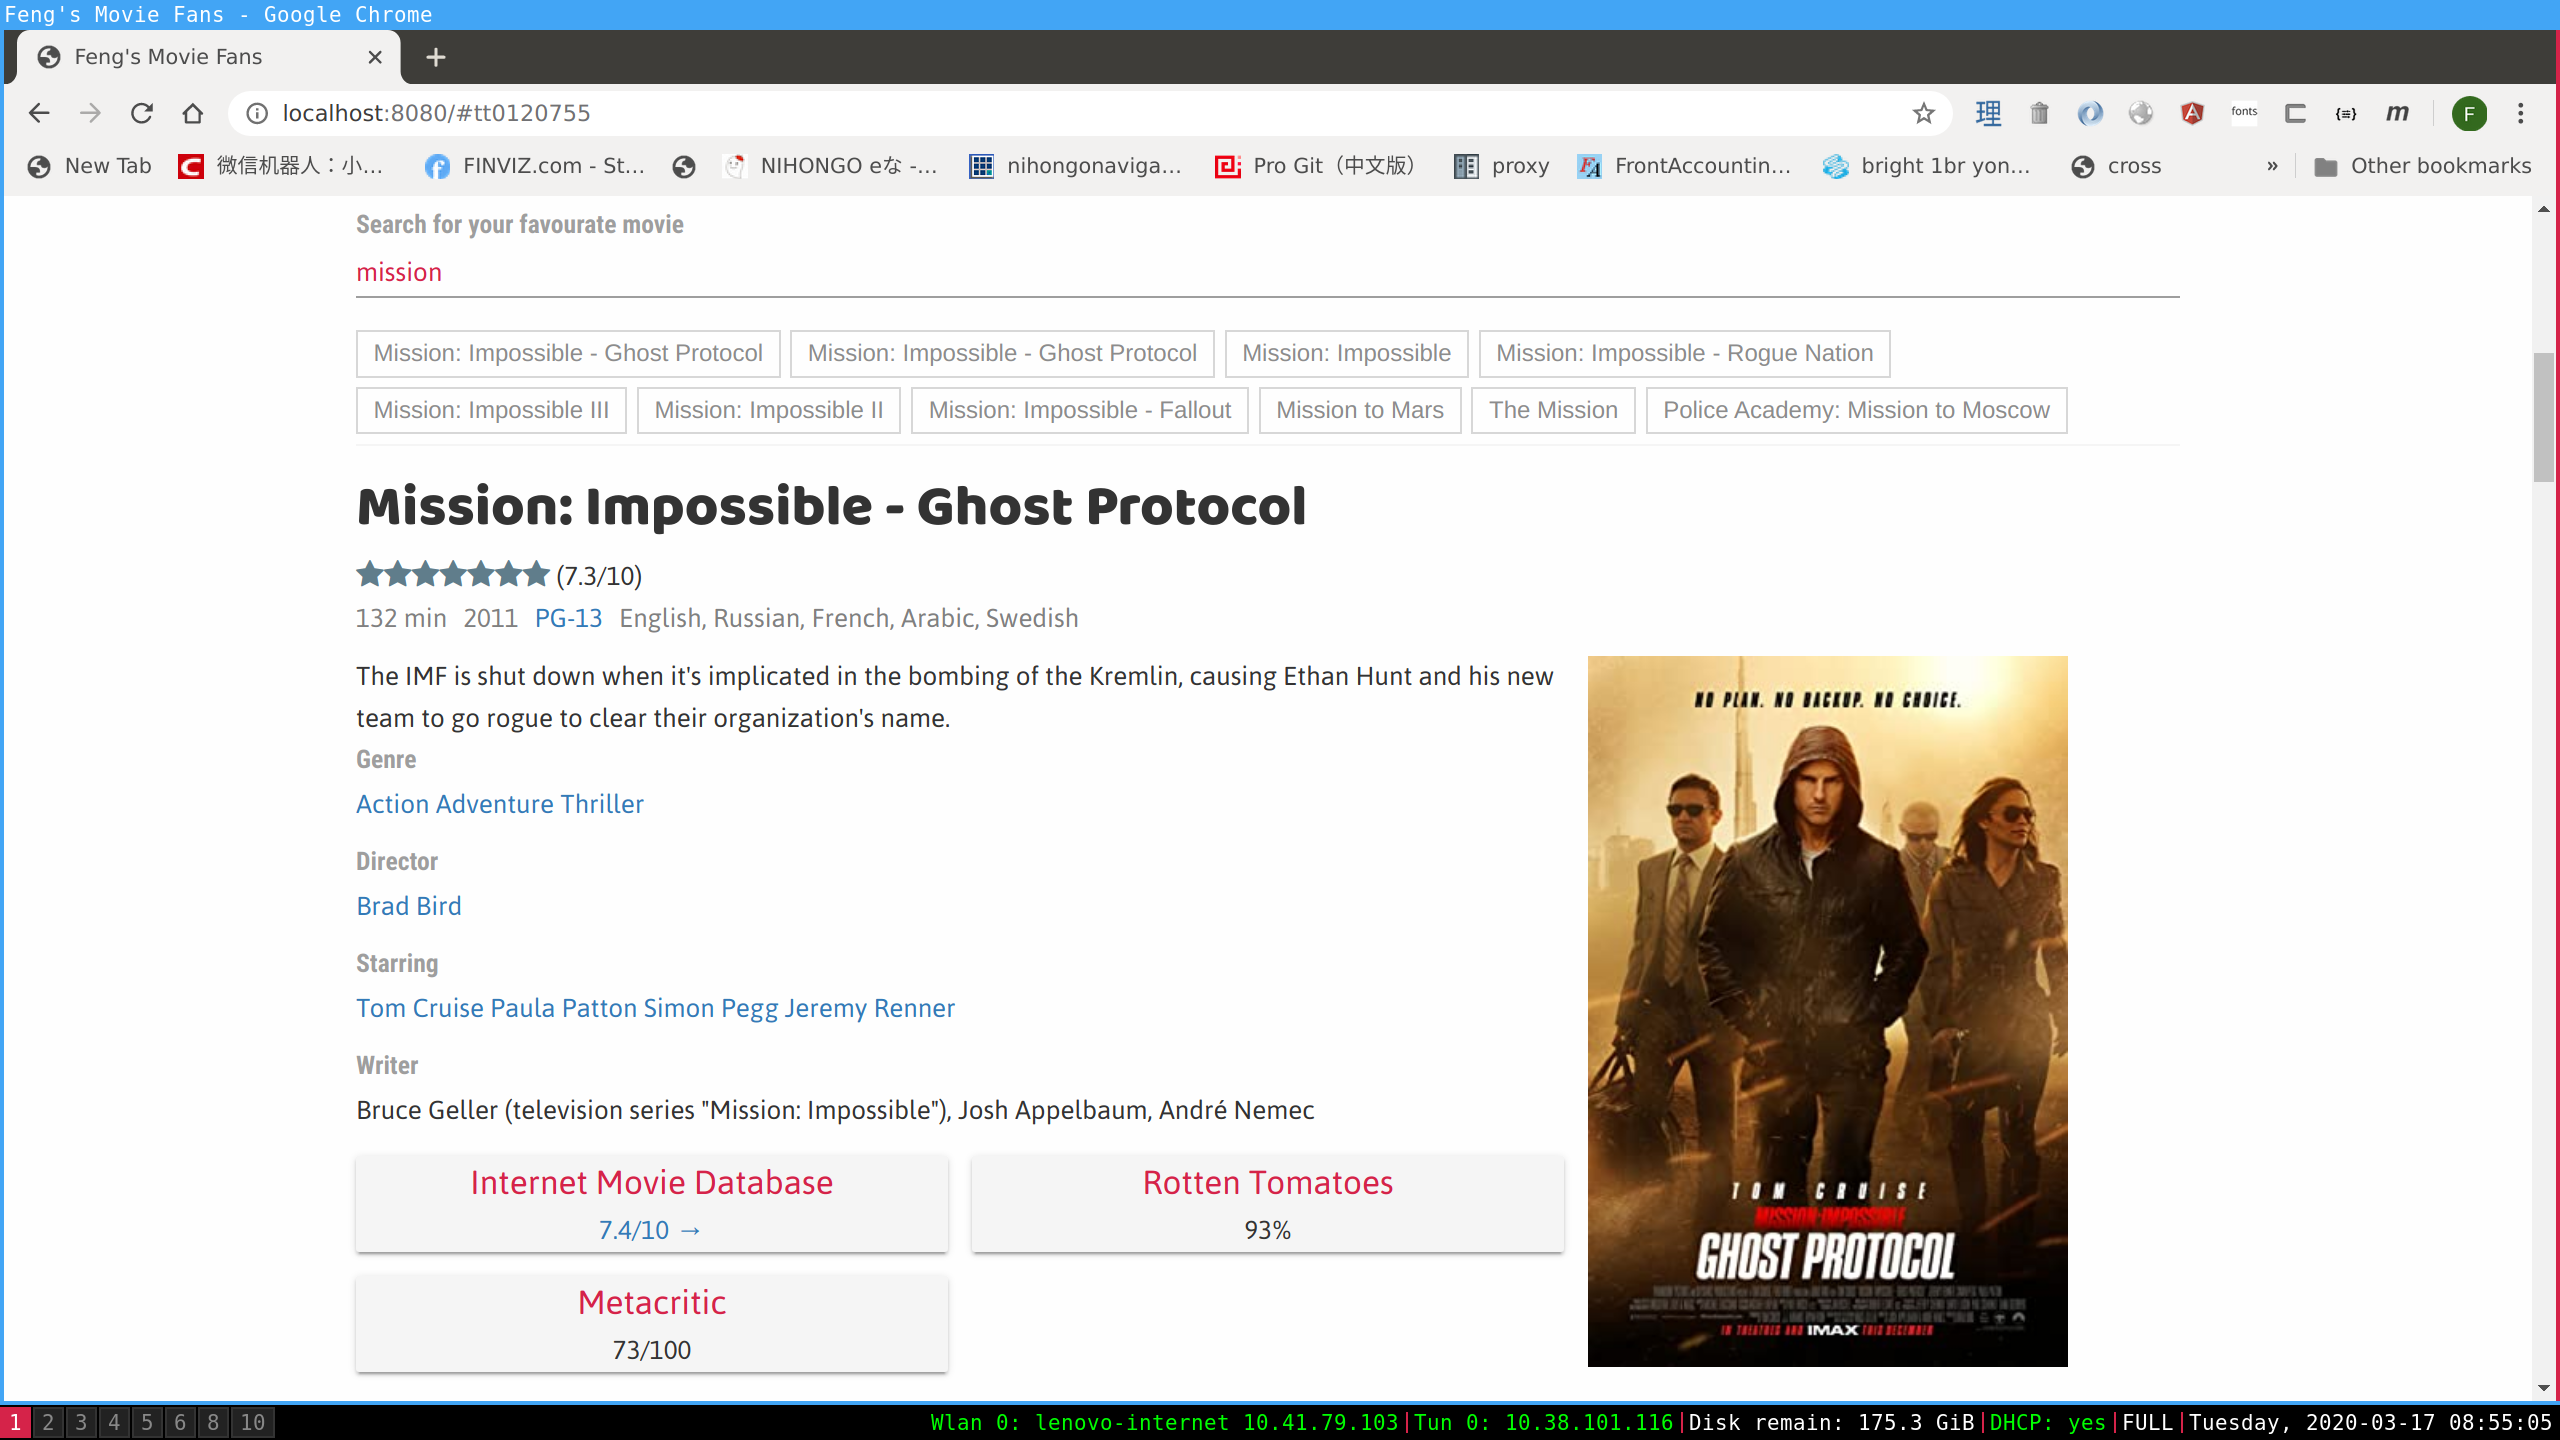 Feng's Movie Fans - Google Chrome
Feng's Movie Fans
localhost:8080/#tt0120755
理 fonts m F
New Tab 微信机器人：小... FINVIZ.com - St... NIHONGO eな -... nihongonaviga... Pro Git（中文版） proxy FrontAccountin... bright 1br yon... cross » Other bookmarks
Search for your favourate movie
mission
Mission: Impossible - Ghost Protocol Mission: Impossible - Ghost Protocol Mission: Impossible Mission: Impossible - Rogue Nation
Mission: Impossible III Mission: Impossible II Mission: Impossible - Fallout Mission to Mars The Mission Police Academy: Mission to Moscow
Mission: Impossible - Ghost Protocol
(7.3/10)
132 min 2011 PG-13 English, Russian, French, Arabic, Swedish
The IMF is shut down when it's implicated in the bombing of the Kremlin, causing Ethan Hunt and his new
team to go rogue to clear their organization's name.
Genre
Action Adventure Thriller
Director
Brad Bird
Starring
Tom Cruise Paula Patton Simon Pegg Jeremy Renner
Writer
Bruce Geller (television series "Mission: Impossible"), Josh Appelbaum, André Nemec
Internet Movie Database
7.4/10 →
Rotten Tomatoes
93%
Metacritic
73/100
NO PLAN. NO BACKUP. NO CHOICE.
TOM CRUISE
MISSION: IMPOSSIBLE
GHOST PROTOCOL
IN THEATRES AND IMAX THIS DECEMBER
1 2 3 4 5 6 8 10
Wlan 0: lenovo-internet 10.41.79.103|Tun 0: 10.38.101.116|Disk remain: 175.3 GiB|DHCP: yes|FULL|Tuesday, 2020-03-17 08:55:05